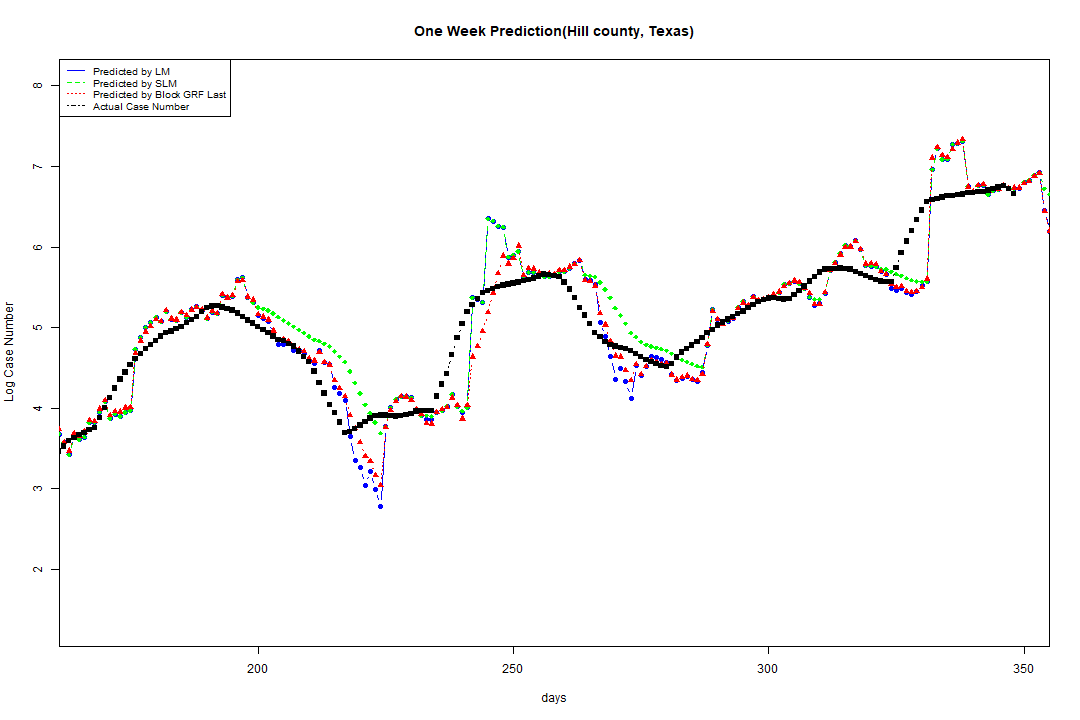 One Week Prediction(Hill county, Texas)
Predicted by LM
Predicted by SLM
Predicted by Block GRF Last
Actual Case Number
8
7
6
5
4
3
2
Log Case Number
200 250 300 350
days